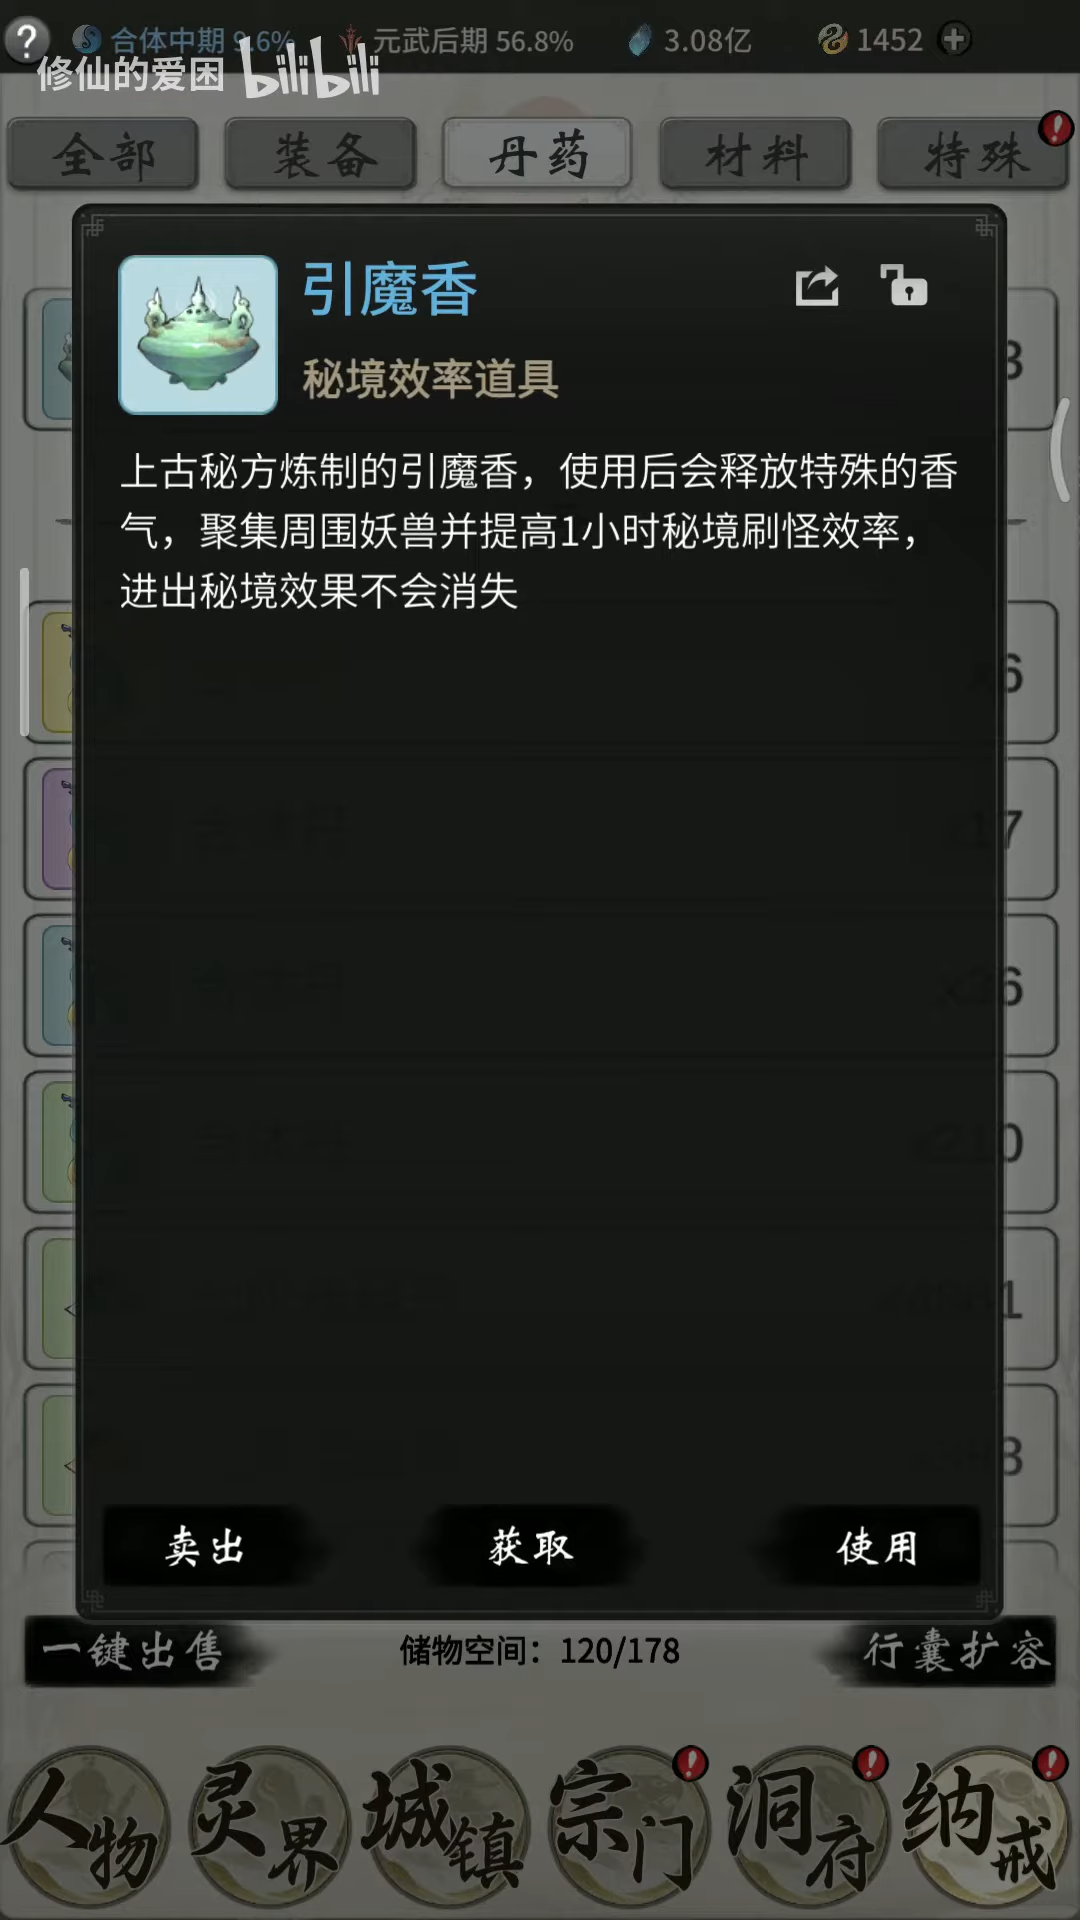 合体中期 9.6% 元武后期 56.8% 3.08亿 1452
修仙的爱困 bilibili
全部 装备 丹药 材料 特殊
引魔香
秘境效率道具
上古秘方炼制的引魔香，使用后会释放特殊的香
气，聚集周围妖兽并提高1小时秘境刷怪效率，
进出秘境效果不会消失
卖出 获取 使用
一键出售 储物空间：120/178 行囊扩容
人物 灵界 城镇 宗门 洞府 纳戒